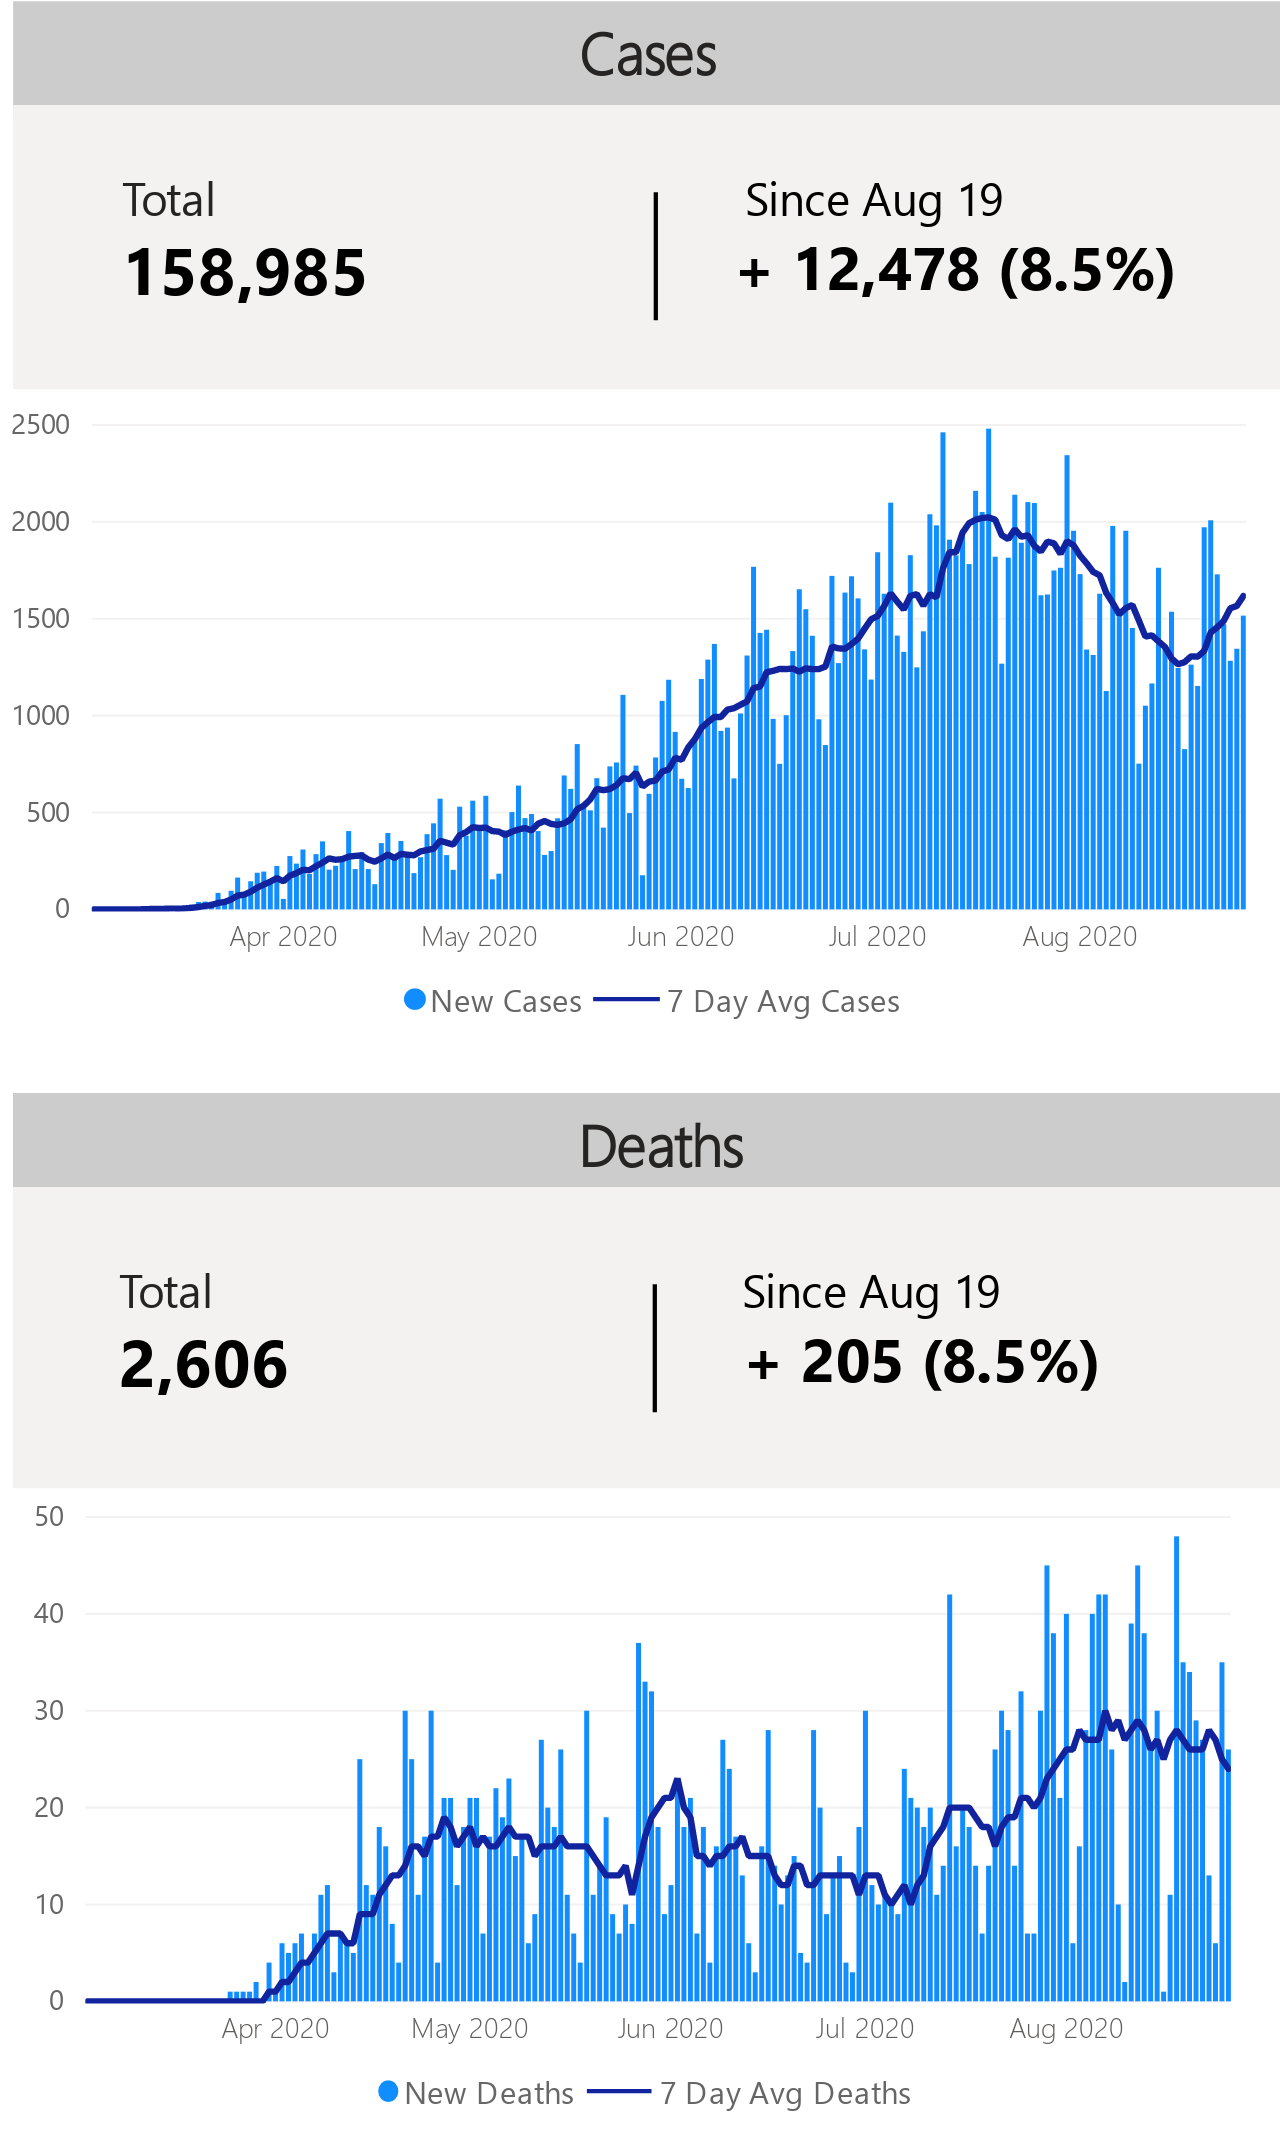 Cases
Total
Since Aug 19
158,985
+ 12,478 (8.5%)
2500
2000
1500
1000
500
0
Apr 2020
May 2020
Jun 2020
Jul 2020
Aug 2020
New Cases
7 Day Avg Cases
Deaths
Total
Since Aug 19
2,606
+ 205 (8.5%)
50
40
30
20
10
0
Apr 2020
May 2020
Jun 2020
Jul 2020
Aug 2020
New Deaths
7 Day Avg Deaths